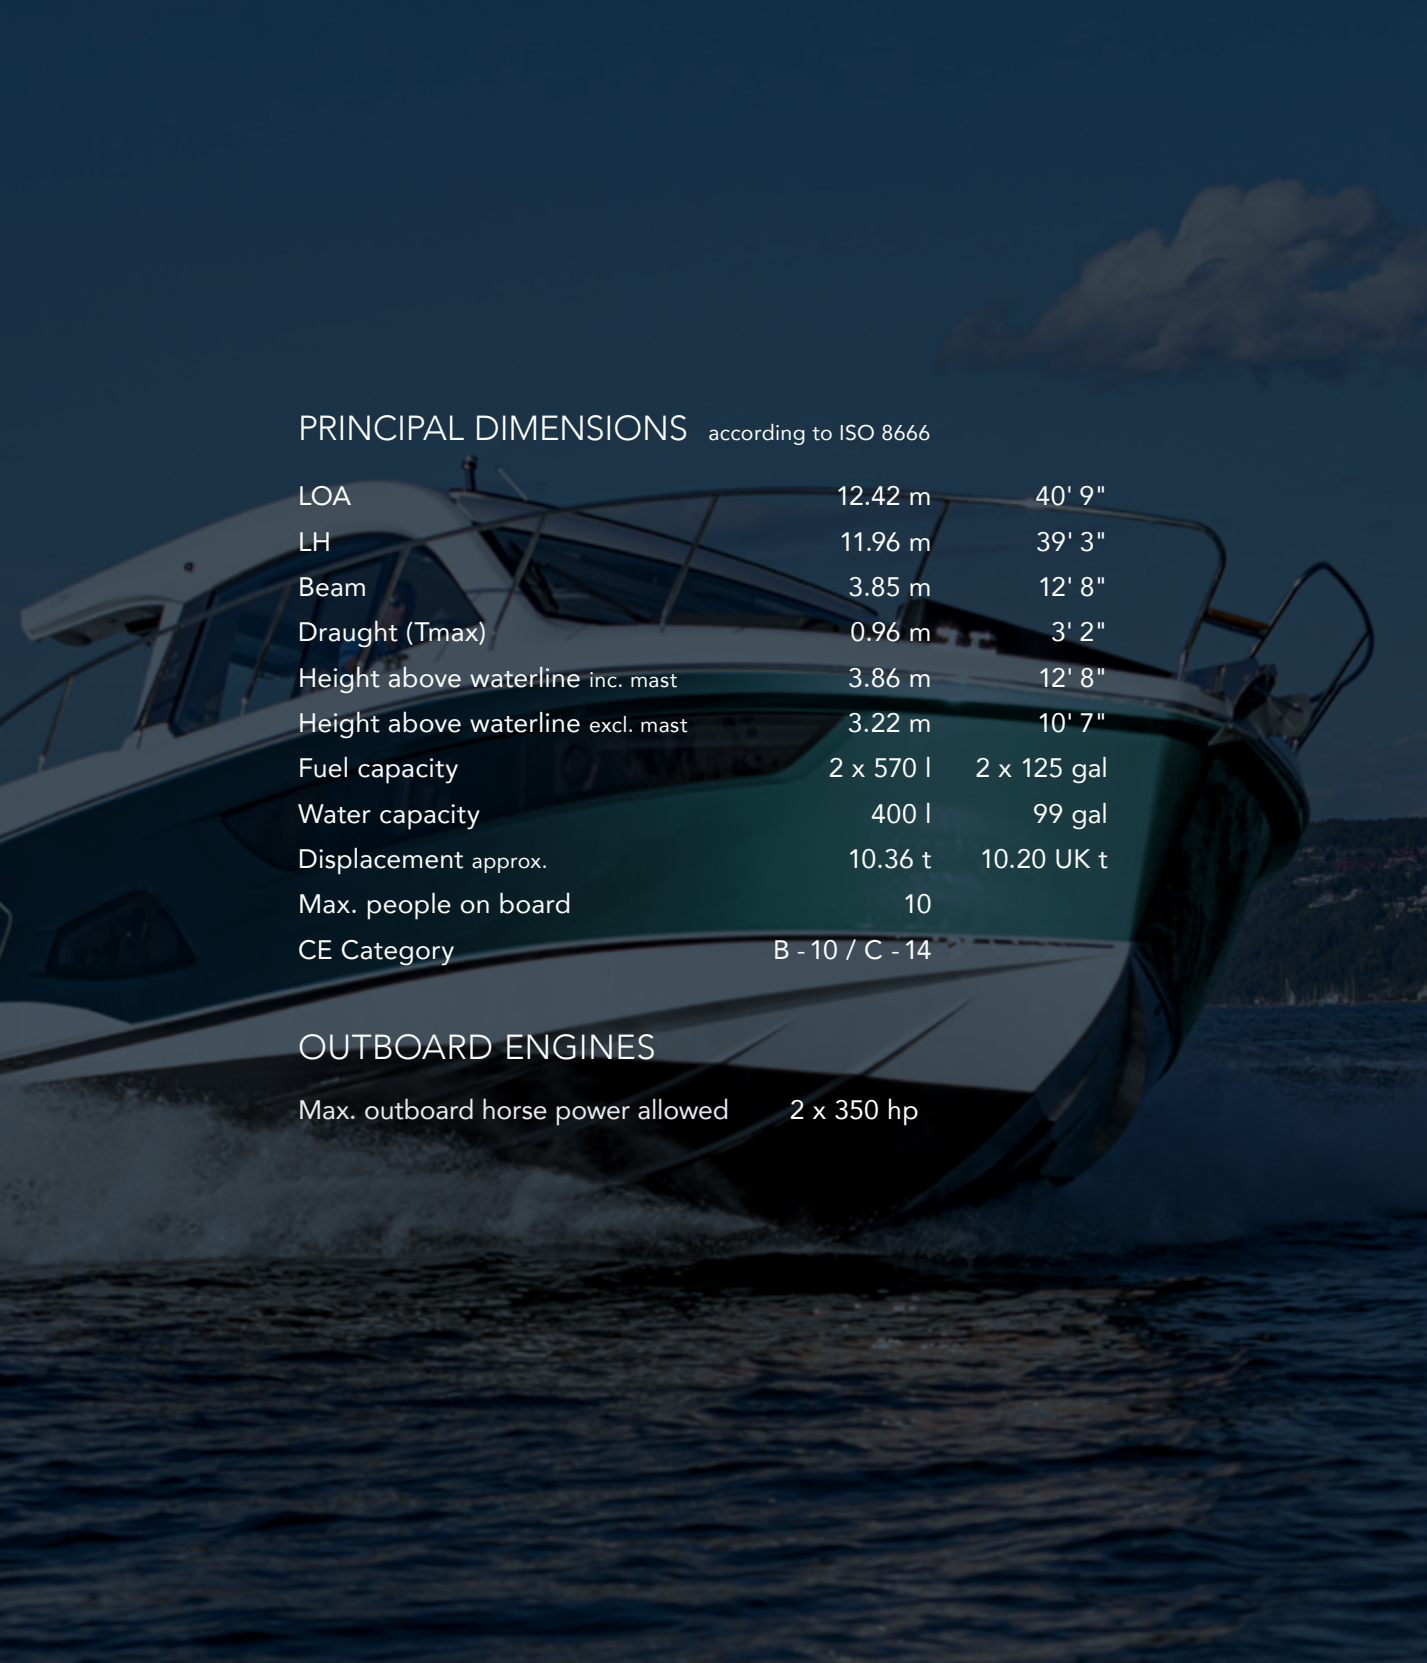 PRINCIPAL DIMENSIONS according to ISO 8666
LOA 12.42 m 40' 9"
LH 11.96 m 39' 3"
Beam 3.85 m 12' 8"
Draught (Tmax) 0.96 m 3' 2"
Height above waterline inc. mast 3.86 m 12' 8"
Height above waterline excl. mast 3.22 m 10' 7"
Fuel capacity 2 x 570 l 2 x 125 gal
Water capacity 400 l 99 gal
Displacement approx. 10.36 t 10.20 UK t
Max. people on board 10
CE Category B - 10 / C - 14
OUTBOARD ENGINES
Max. outboard horse power allowed 2 x 350 hp